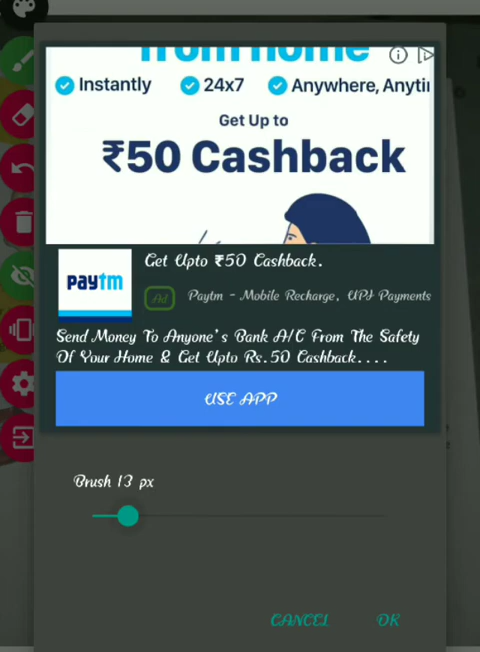 from home
Instantly 24x7 Anywhere, Anytin
Get Up to
₹50 Cashback
paytm
Get Upto ₹50 Cashback.
Ad Paytm - Mobile Recharge, UPI Payments
Send Money To Anyone's Bank A/C From The Safety
Of Your Home & Get Upto Rs.50 Cashback....
USE APP
Brush 13 px
CANCEL OK